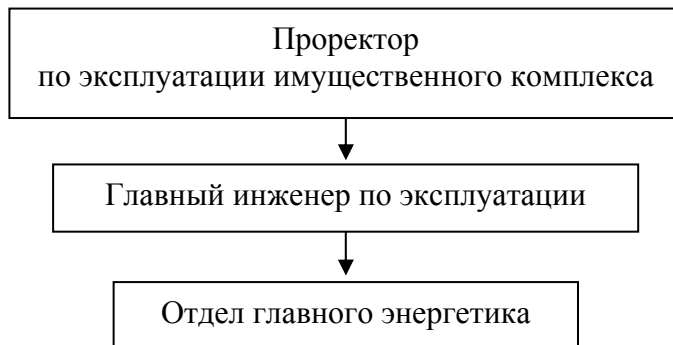 Проректор
по эксплуатации имущественного комплекса
Главный инженер по эксплуатации
Отдел главного энергетика